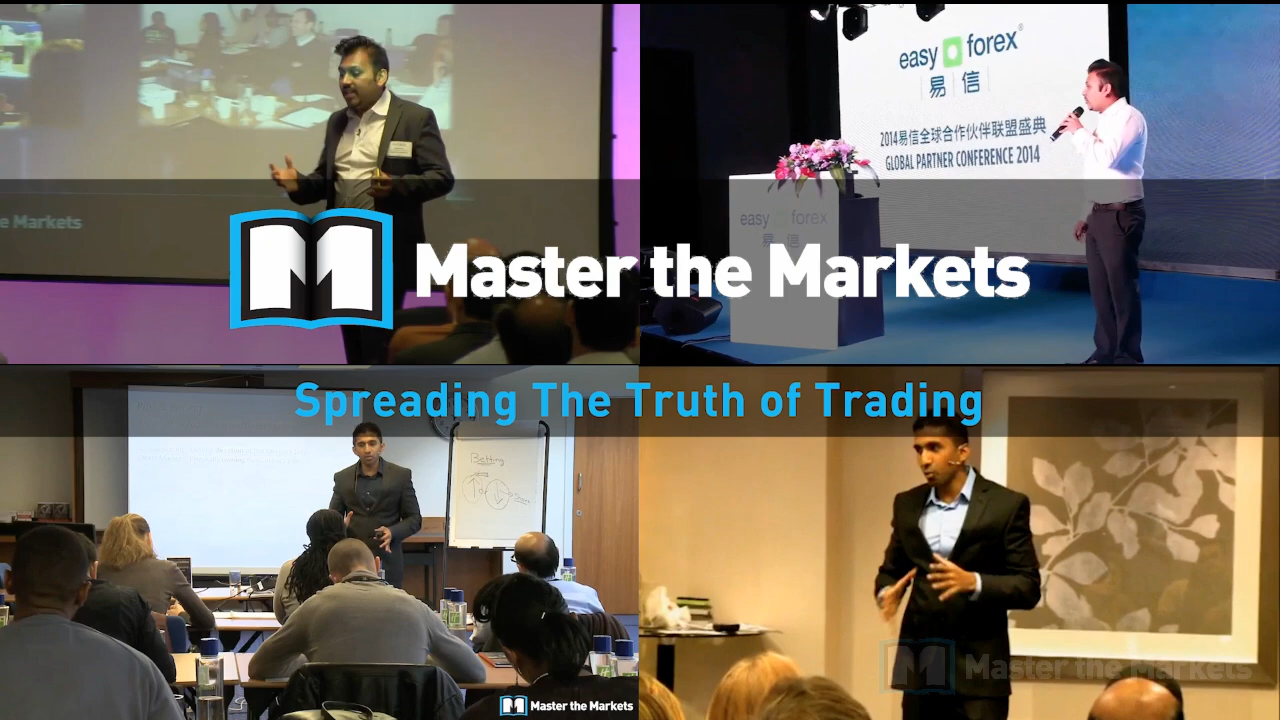 e Markets
easy forex®
易 信
2014易信全球合作伙伴联盟盛典
GLOBAL PARTNER CONFERENCE 2014
easy forex
易 信
M Master the Markets
Spreading The Truth of Trading
Betting
M Master the Markets
M Master the Markets